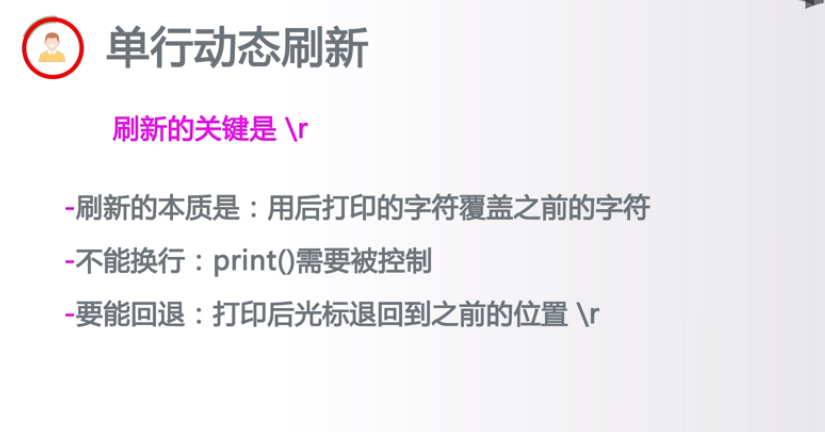 单行动态刷新
刷新的关键是 \r
-刷新的本质是：用后打印的字符覆盖之前的字符
-不能换行：print()需要被控制
-要能回退：打印后光标退回到之前的位置 \r